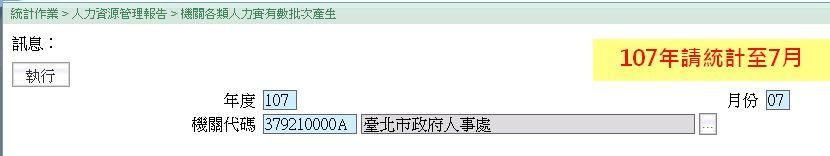 統計作業 > 人力資源管理報告 > 機關各類人力實有數批次產生
訊息：
107年請統計至7月
執行
年度 107 月份 07
機關代碼 379210000A 臺北市政府人事處 ...